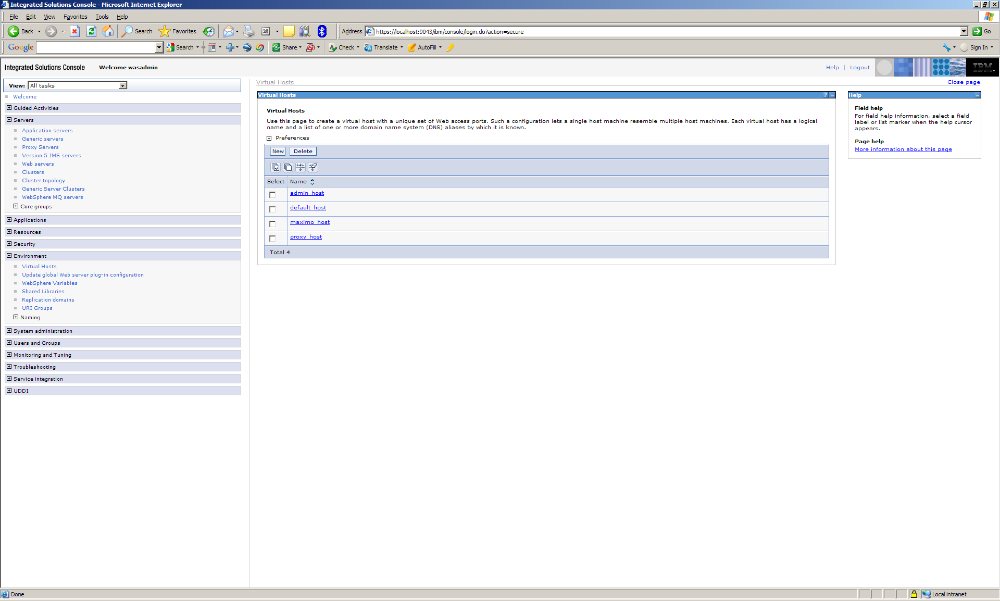 Integrated Solutions Console - Microsoft Internet Explorer
File Edit View Favorites Tools Help
Back Search Favorites Address https://localhost:9043/ibm/console/login.do?action=secure Go
Google Search Share Check Translate AutoFill Sign In
Integrated Solutions Console Welcome wasadmin Help | Logout IBM.
View: All tasks
Welcome
Guided Activities
Servers
Application servers
Generic servers
Proxy Servers
Version 5 JMS servers
Web servers
Clusters
Cluster topology
Generic Server Clusters
WebSphere MQ servers
Core groups
Applications
Resources
Security
Environment
Virtual Hosts
Update global Web server plug-in configuration
WebSphere Variables
Shared Libraries
Replication domains
URI Groups
Naming
System administration
Users and Groups
Monitoring and Tuning
Troubleshooting
Service integration
UDDI
Virtual Hosts Close page
Virtual Hosts ?
Virtual Hosts
Use this page to create a virtual host with a unique set of Web access ports. Such a configuration lets a single host machine resemble multiple host machines. Each virtual host has a logical
name and a list of one or more domain name system (DNS) aliases by which it is known.
Preferences
New Delete
Select Name
admin_host
default_host
maximo_host
proxy_host
Total 4
Help
Field help
For field help information, select a field
label or list marker when the help cursor
appears.
Page help
More information about this page
Done Local intranet